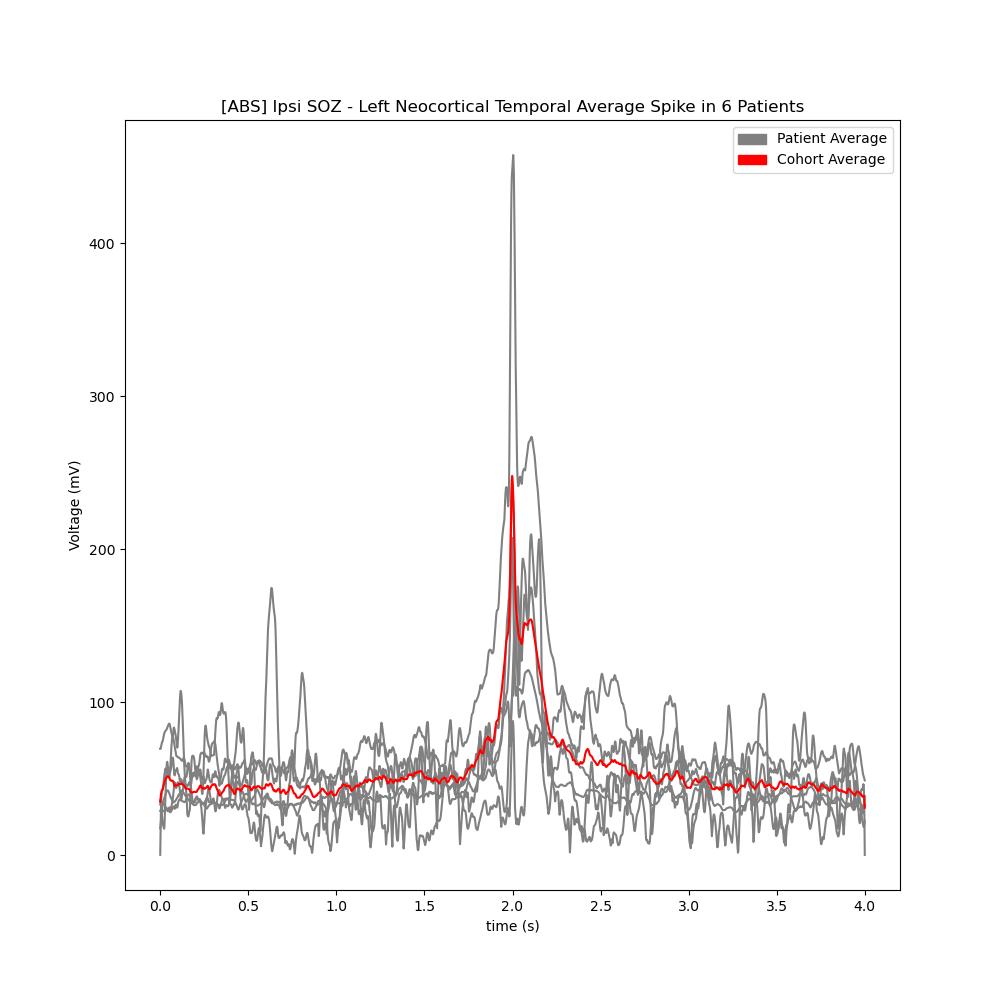 [ABS] Ipsi SOZ - Left Neocortical Temporal Average Spike in 6 Patients
Patient Average
Cohort Average
Voltage (mV)
400
300
200
100
0
0.0 0.5 1.0 1.5 2.0 2.5 3.0 3.5 4.0
time (s)